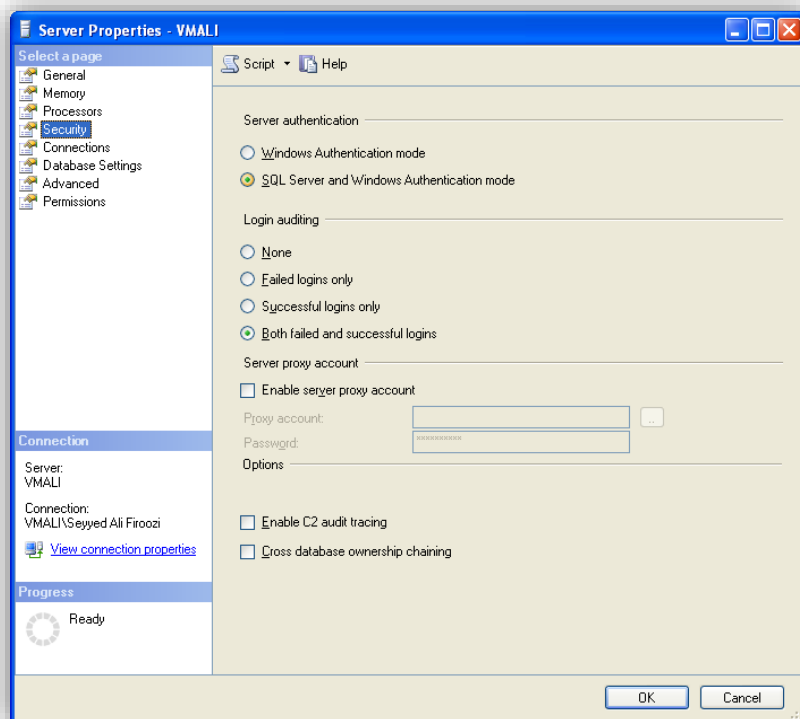 Server Properties - VMALI
Select a page
General
Memory
Processors
Security
Connections
Database Settings
Advanced
Permissions
Connection
Server:
VMALI
Connection:
VMALI\Seyyed Ali Firoozi
View connection properties
Progress
Ready
Script Help
Server authentication
Windows Authentication mode
SQL Server and Windows Authentication mode
Login auditing
None
Failed logins only
Successful logins only
Both failed and successful logins
Server proxy account
Enable server proxy account
Proxy account:
..
Password:
**********
Options
Enable C2 audit tracing
Cross database ownership chaining
OK Cancel